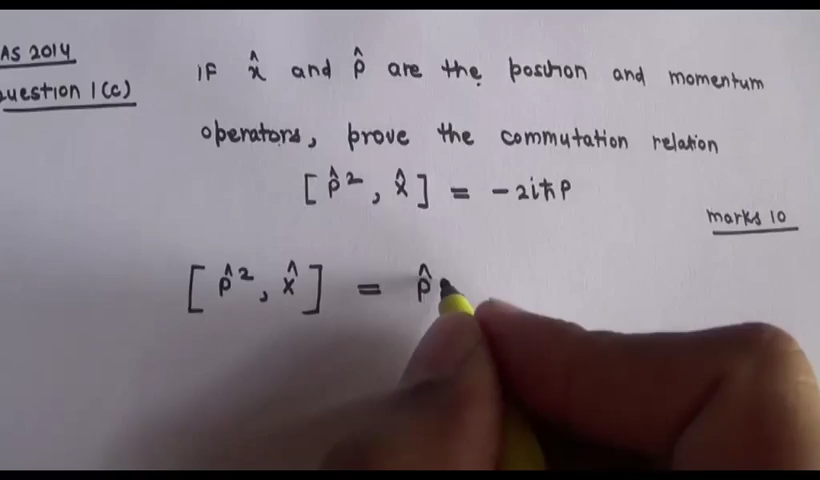 AS 2014
uestion 1(c)
If x̂ and p̂ are the position and momentum
operators, prove the commutation relation
[p̂², x̂] = -2iħp
marks 10
[p̂², x̂] = p̂